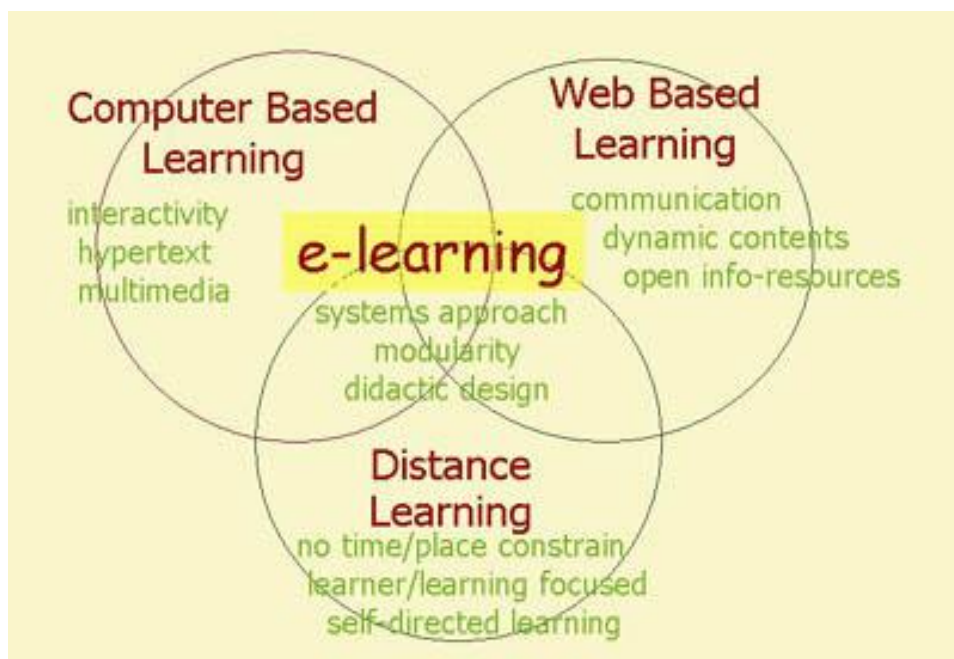 Computer Based
Learning
interactivity
hypertext
multimedia
Web Based
Learning
communication
dynamic contents
open info-resources
e-learning
systems approach
modularity
didactic design
Distance
Learning
no time/place constrain
learner/learning focused
self-directed learning